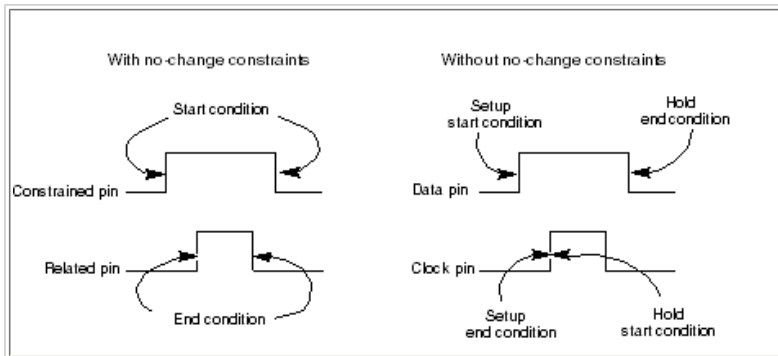 With no-change constraints
Start condition
Constrained pin
Related pin
End condition
Without no-change constraints
Setup
start condition
Hold
end condition
Data pin
Clock pin
Setup
end condition
Hold
start condition